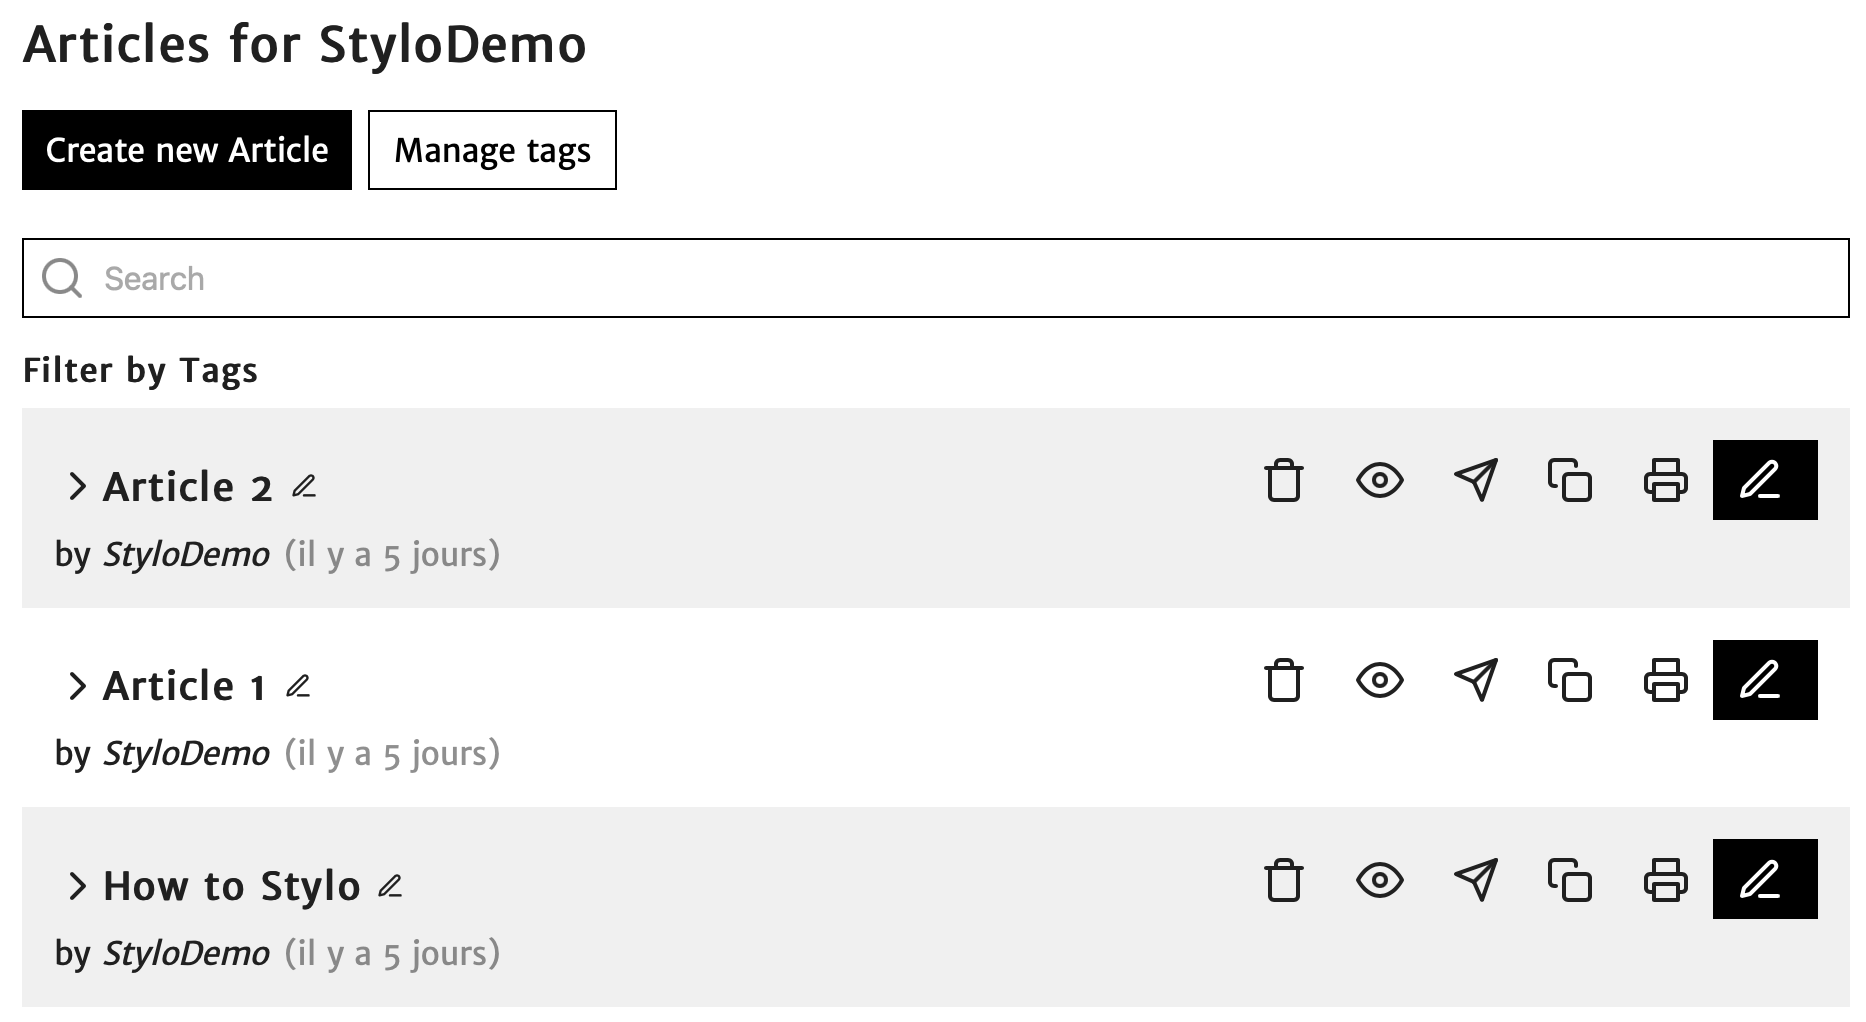 Articles for StyloDemo
Create new Article Manage tags
Search
Filter by Tags
Article 2
by StyloDemo (il y a 5 jours)
Article 1
by StyloDemo (il y a 5 jours)
How to Stylo
by StyloDemo (il y a 5 jours)